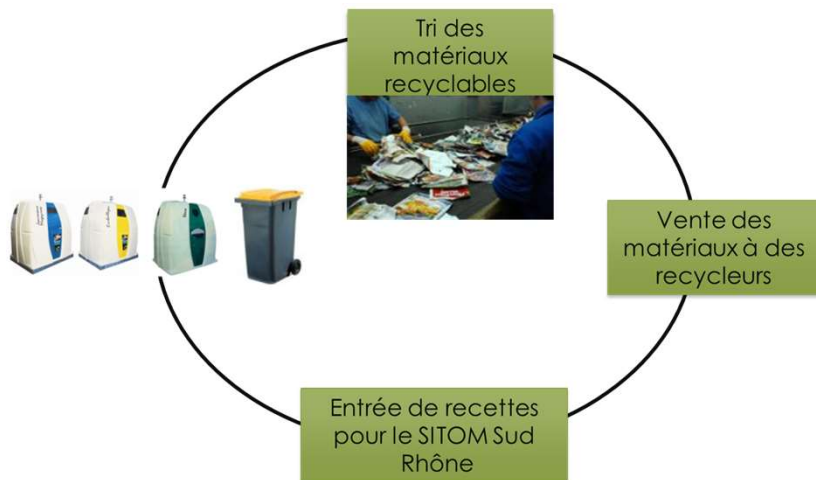 Tri des
matériaux
recyclables
Vente des
matériaux à des
recycleurs
Entrée de recettes
pour le SITOM Sud
Rhône